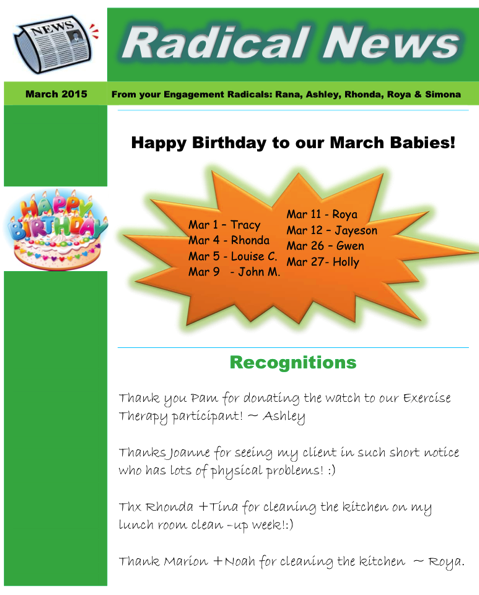 NEWS
Radical News
March 2015
From your Engagement Radicals: Rana, Ashley, Rhonda, Roya & Simona
Happy Birthday to our March Babies!
HAPPY
BIRTHDAY
Mar 1 – Tracy
Mar 4 - Rhonda
Mar 5 - Louise C.
Mar 9 - John M.
Mar 11 - Roya
Mar 12 – Jayeson
Mar 26 – Gwen
Mar 27- Holly
Recognitions
Thank you Pam for donating the watch to our Exercise
Therapy participant! ~ Ashley
Thanks Joanne for seeing my client in such short notice
who has lots of physical problems! :)
Thx Rhonda +Tina for cleaning the kitchen on my
lunch room clean -up week!:)
Thank Marion +Noah for cleaning the kitchen ~ Roya.